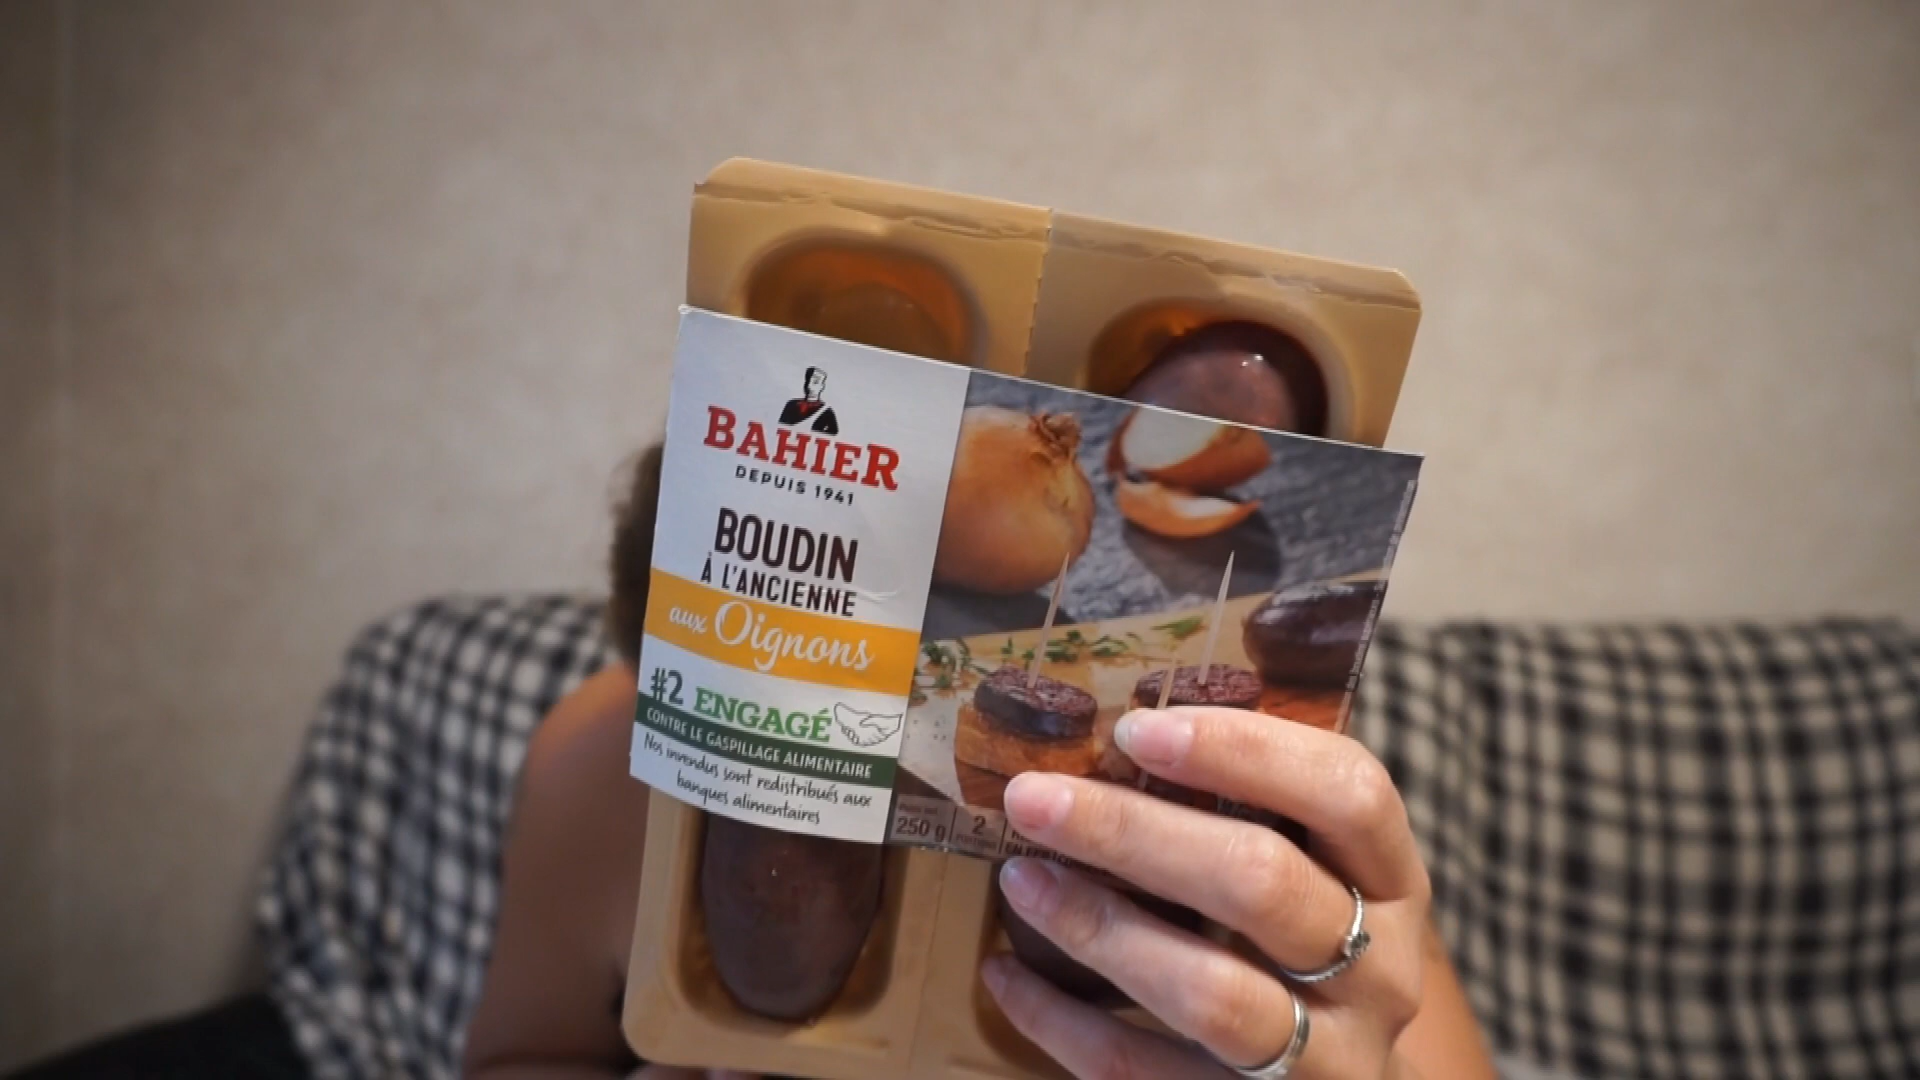 BAHIER
DEPUIS 1941
BOUDIN
À L'ANCIENNE
aux Oignons
#2 ENGAGÉ
CONTRE LE GASPILLAGE ALIMENTAIRE
Nos invendus sont redistribués aux
banques alimentaires
250 g
2